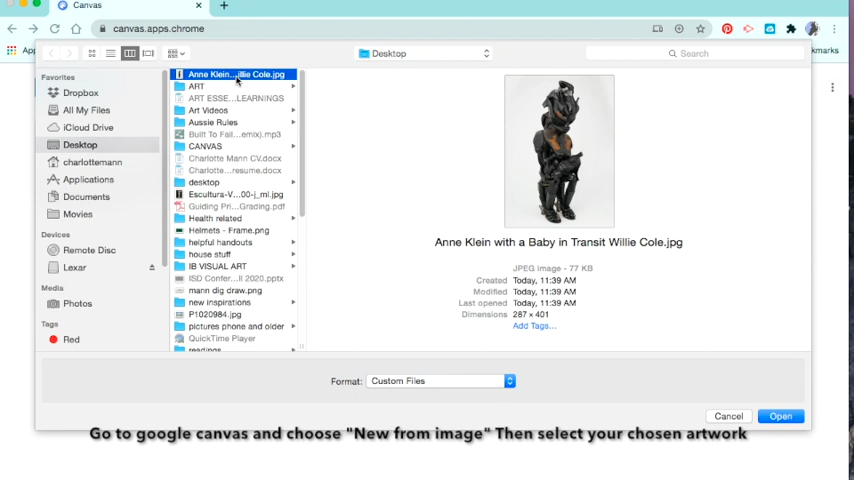 Canvas
canvas.apps.chrome
App
okmarks
Desktop
Search
Favorites
Dropbox
All My Files
iCloud Drive
Desktop
charlottemann
Applications
Documents
Movies
Devices
Remote Disc
Lexar
Media
Photos
Tags
Red
Anne Klein...illie Cole.jpg
ART
ART ESSE...LEARNINGS
Art Videos
Aussie Rules
Built To Fail...emix).mp3
CANVAS
Charlotte Mann CV.docx
Charlotte...resume.docx
desktop
Escultura-V...00-j_ml.jpg
Guiding Pri...Grading.pdf
Health related
Helmets - Frame.png
helpful handouts
house stuff
IB VISUAL ART
ISD Confer...ll 2020.pptx
mann dig draw.png
new inspirations
P1020984.jpg
pictures phone and older
QuickTime Player
readings
Anne Klein with a Baby in Transit Willie Cole.jpg
JPEG image - 77 KB
Created Today, 11:39 AM
Modified Today, 11:39 AM
Last opened Today, 11:39 AM
Dimensions 287 × 401
Add Tags...
Format: Custom Files
Cancel Open
Go to google canvas and choose "New from image" Then select your chosen artwork